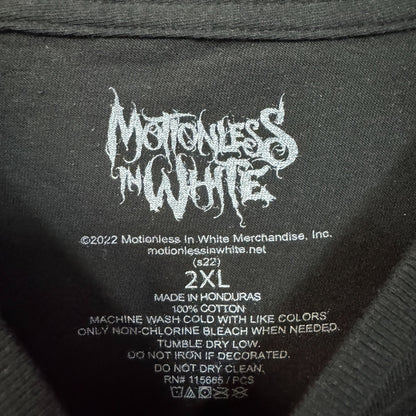 MOTIONLESS
IN WHITE
©2022 Motionless In White Merchandise, Inc.
motionlessinwhite.net
(s22)
2XL
MADE IN HONDURAS
100% COTTON
MACHINE WASH COLD WITH LIKE COLORS
ONLY NON-CHLORINE BLEACH WHEN NEEDED.
TUMBLE DRY LOW.
DO NOT IRON IF DECORATED.
DO NOT DRY CLEAN.
RN# 115665 / PCS